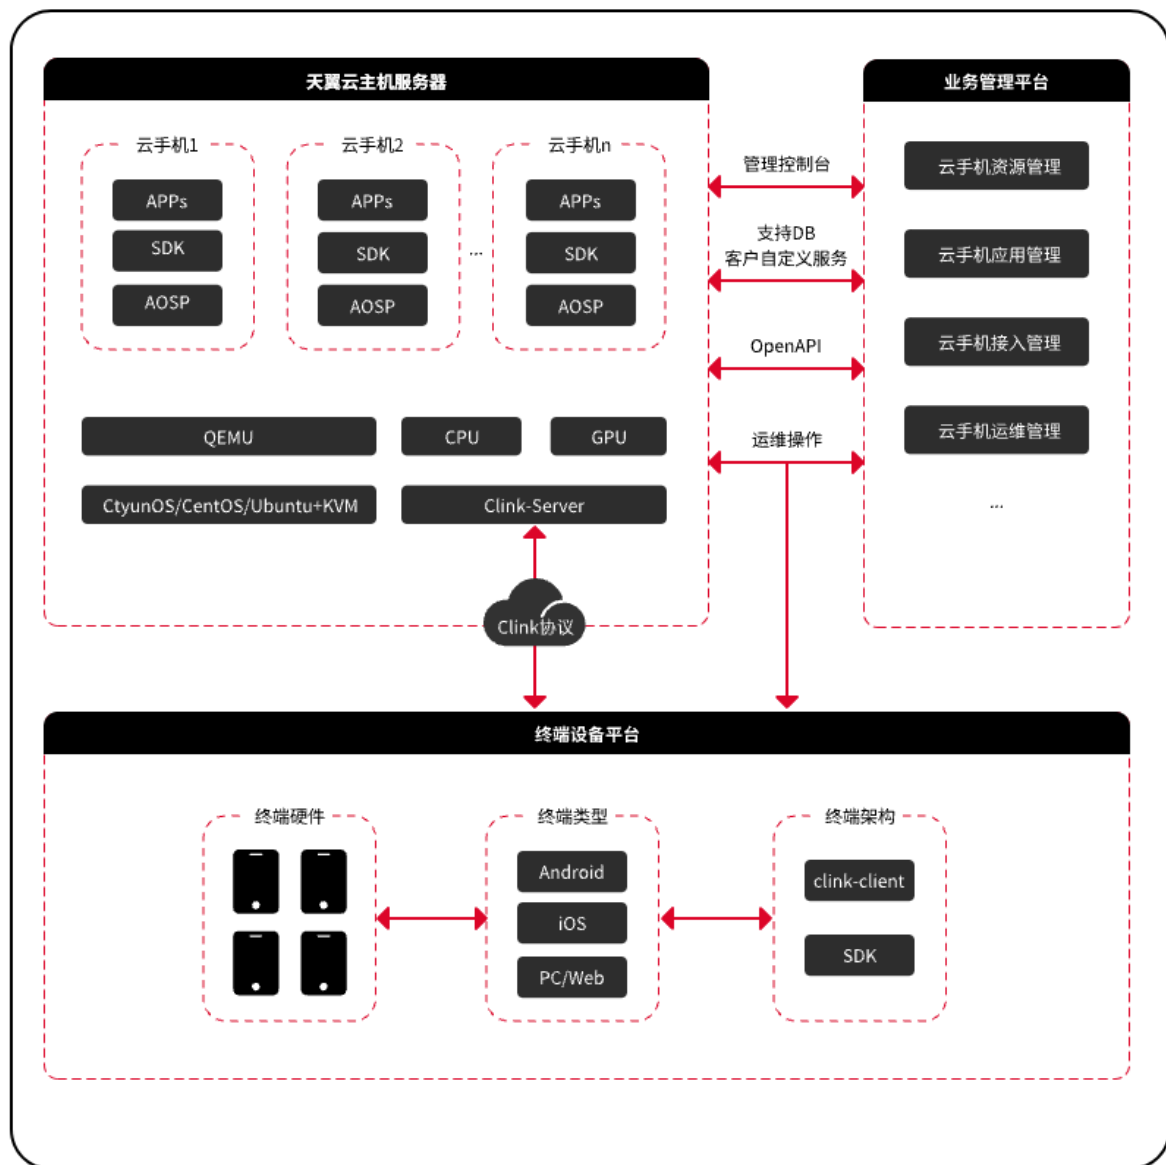 天翼云主机服务器
云手机1
云手机2
云手机n
APPs
SDK
AOSP
APPs
SDK
AOSP
...
APPs
SDK
AOSP
QEMU
CPU
GPU
CtyunOS/CentOS/Ubuntu+KVM
Clink-Server
Clink协议
管理控制台
支持DB
客户自定义服务
OpenAPI
运维操作
业务管理平台
云手机资源管理
云手机应用管理
云手机接入管理
云手机运维管理
...
终端设备平台
终端硬件
终端类型
Android
iOS
PC/Web
终端架构
clink-client
SDK